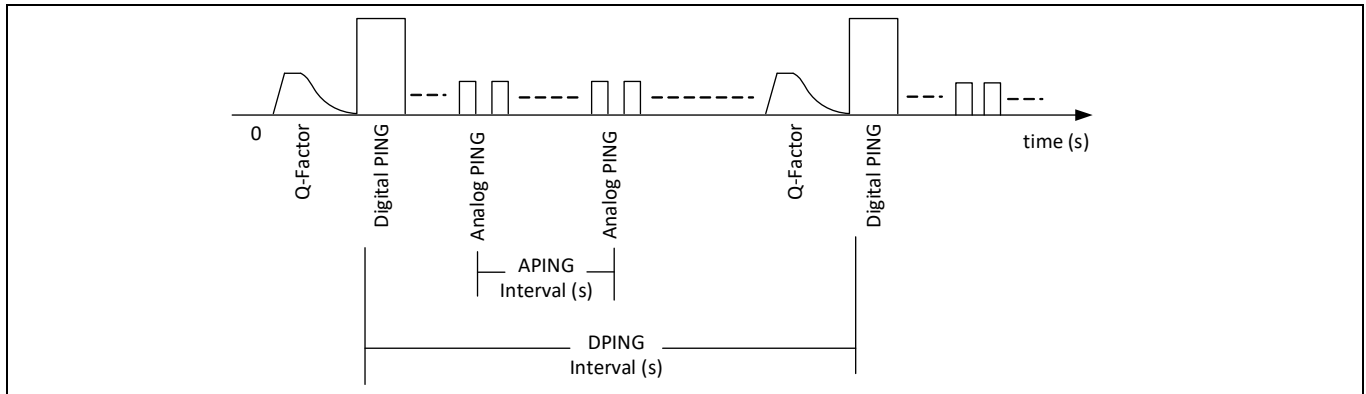 0
time (s)
Q-Factor
Digital PING
Analog PING
Analog PING
Q-Factor
Digital PING
APING
Interval (s)
DPING
Interval (s)